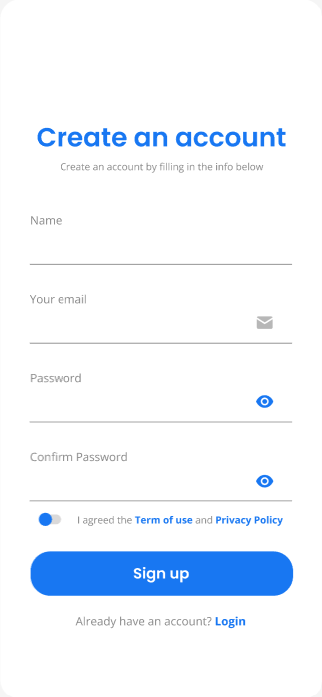 Create an account
Create an account by filling in the info below
Name
Your email
Password
Confirm Password
I agreed the Term of use and Privacy Policy
Sign up
Already have an account? Login